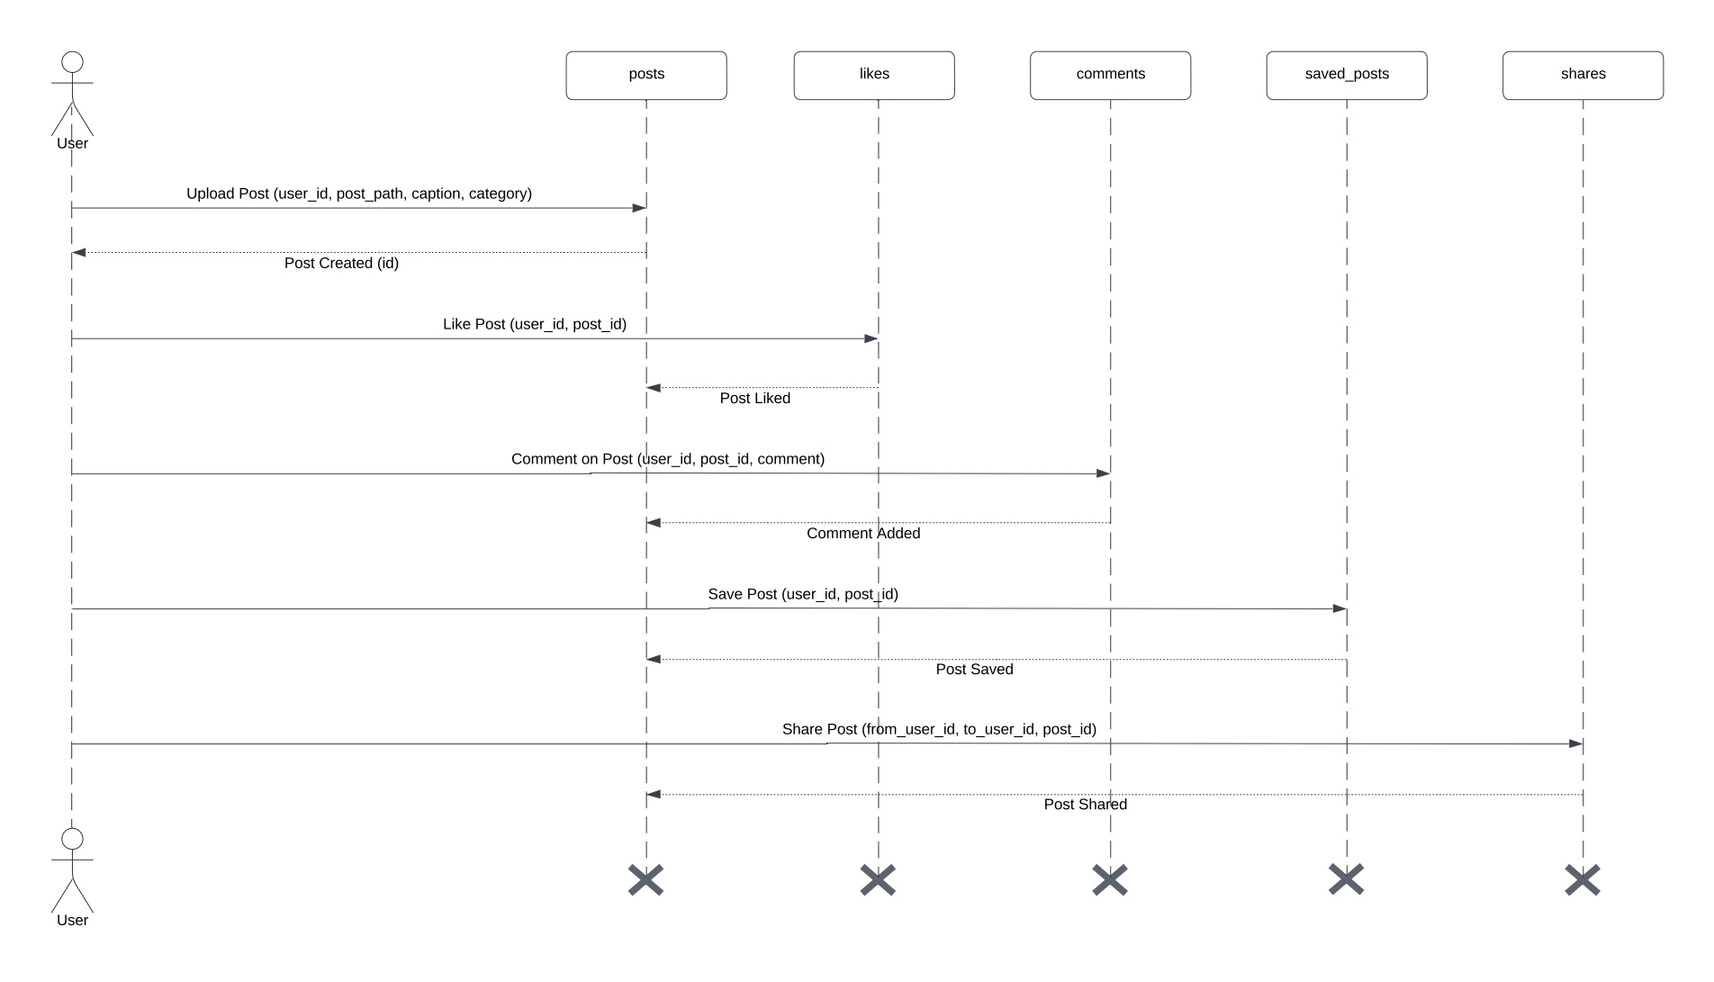 posts
likes
comments
saved_posts
shares
User
Upload Post (user_id, post_path, caption, category)
Post Created (id)
Like Post (user_id, post_id)
Post Liked
Comment on Post (user_id, post_id, comment)
Comment Added
Save Post (user_id, post_id)
Post Saved
Share Post (from_user_id, to_user_id, post_id)
Post Shared
User